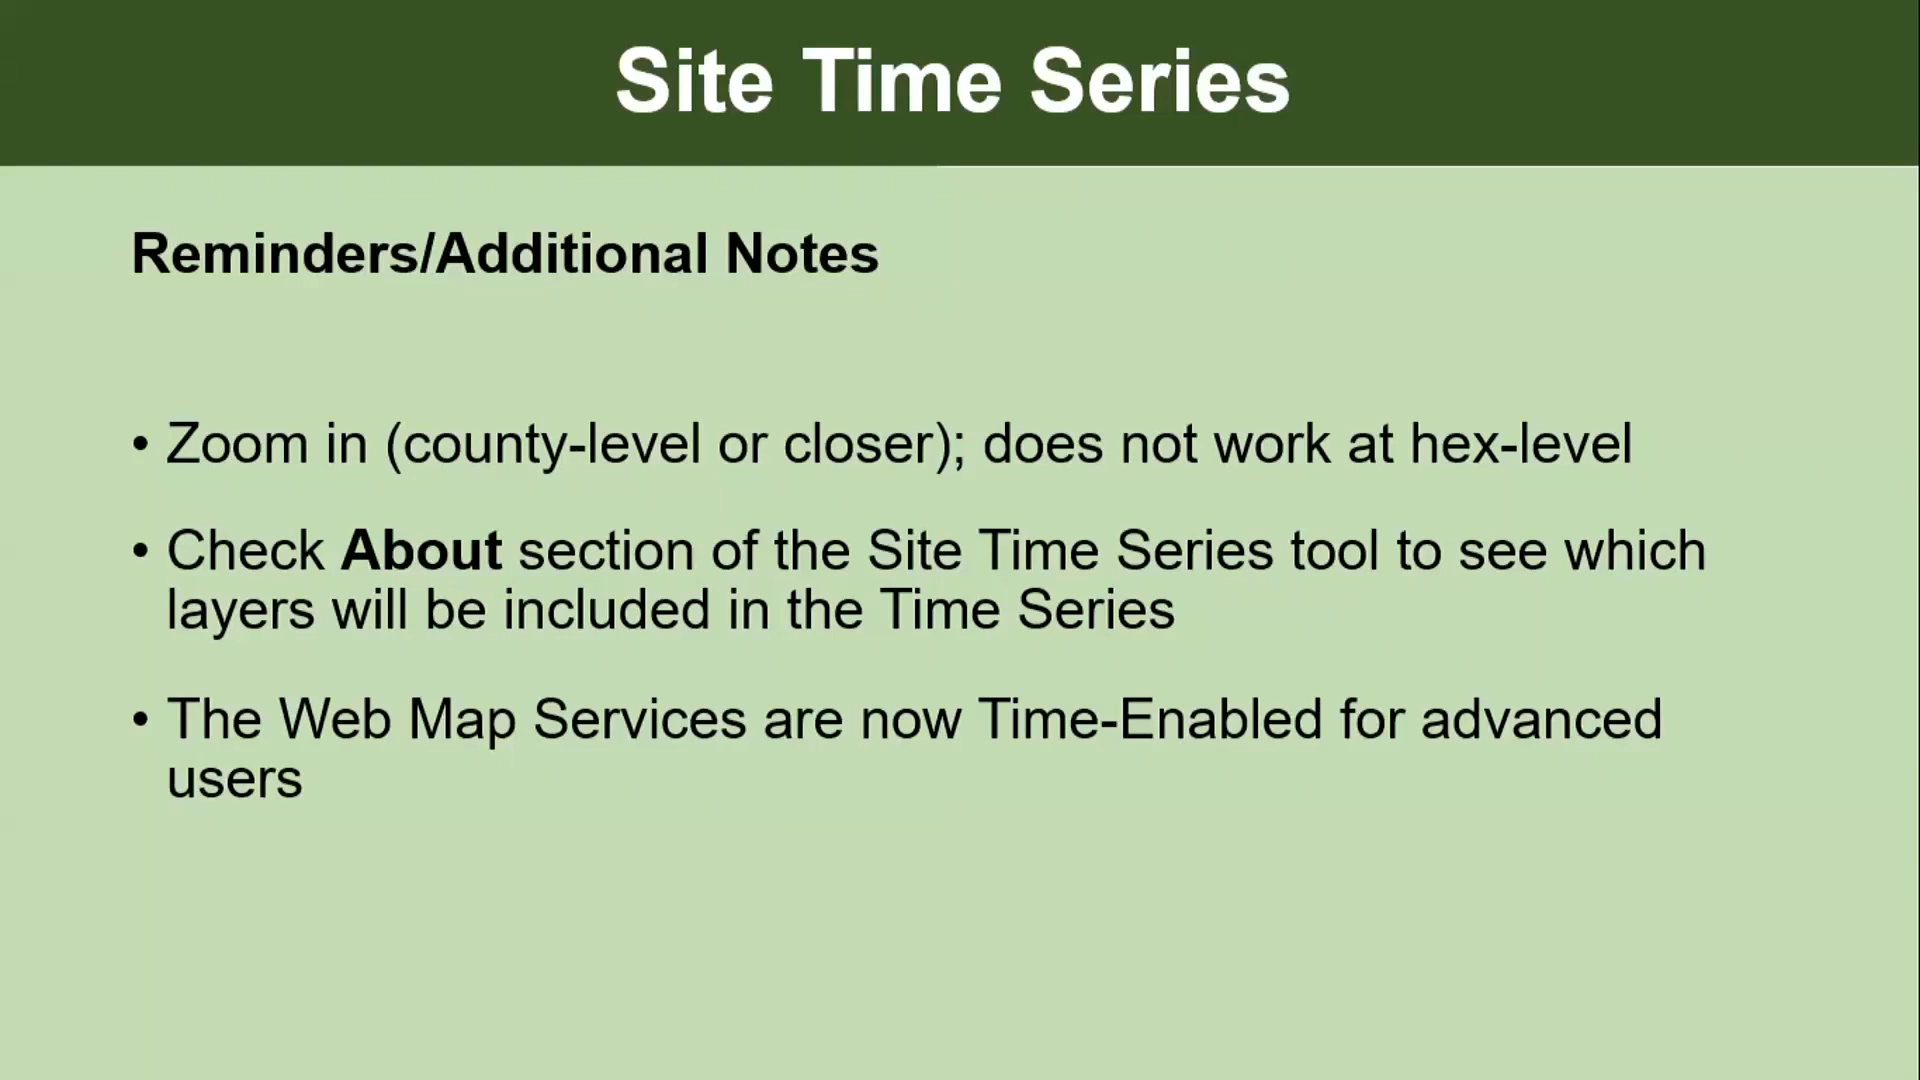 Site Time Series
Reminders/Additional Notes
• Zoom in (county-level or closer); does not work at hex-level
• Check About section of the Site Time Series tool to see which
layers will be included in the Time Series
• The Web Map Services are now Time-Enabled for advanced
users